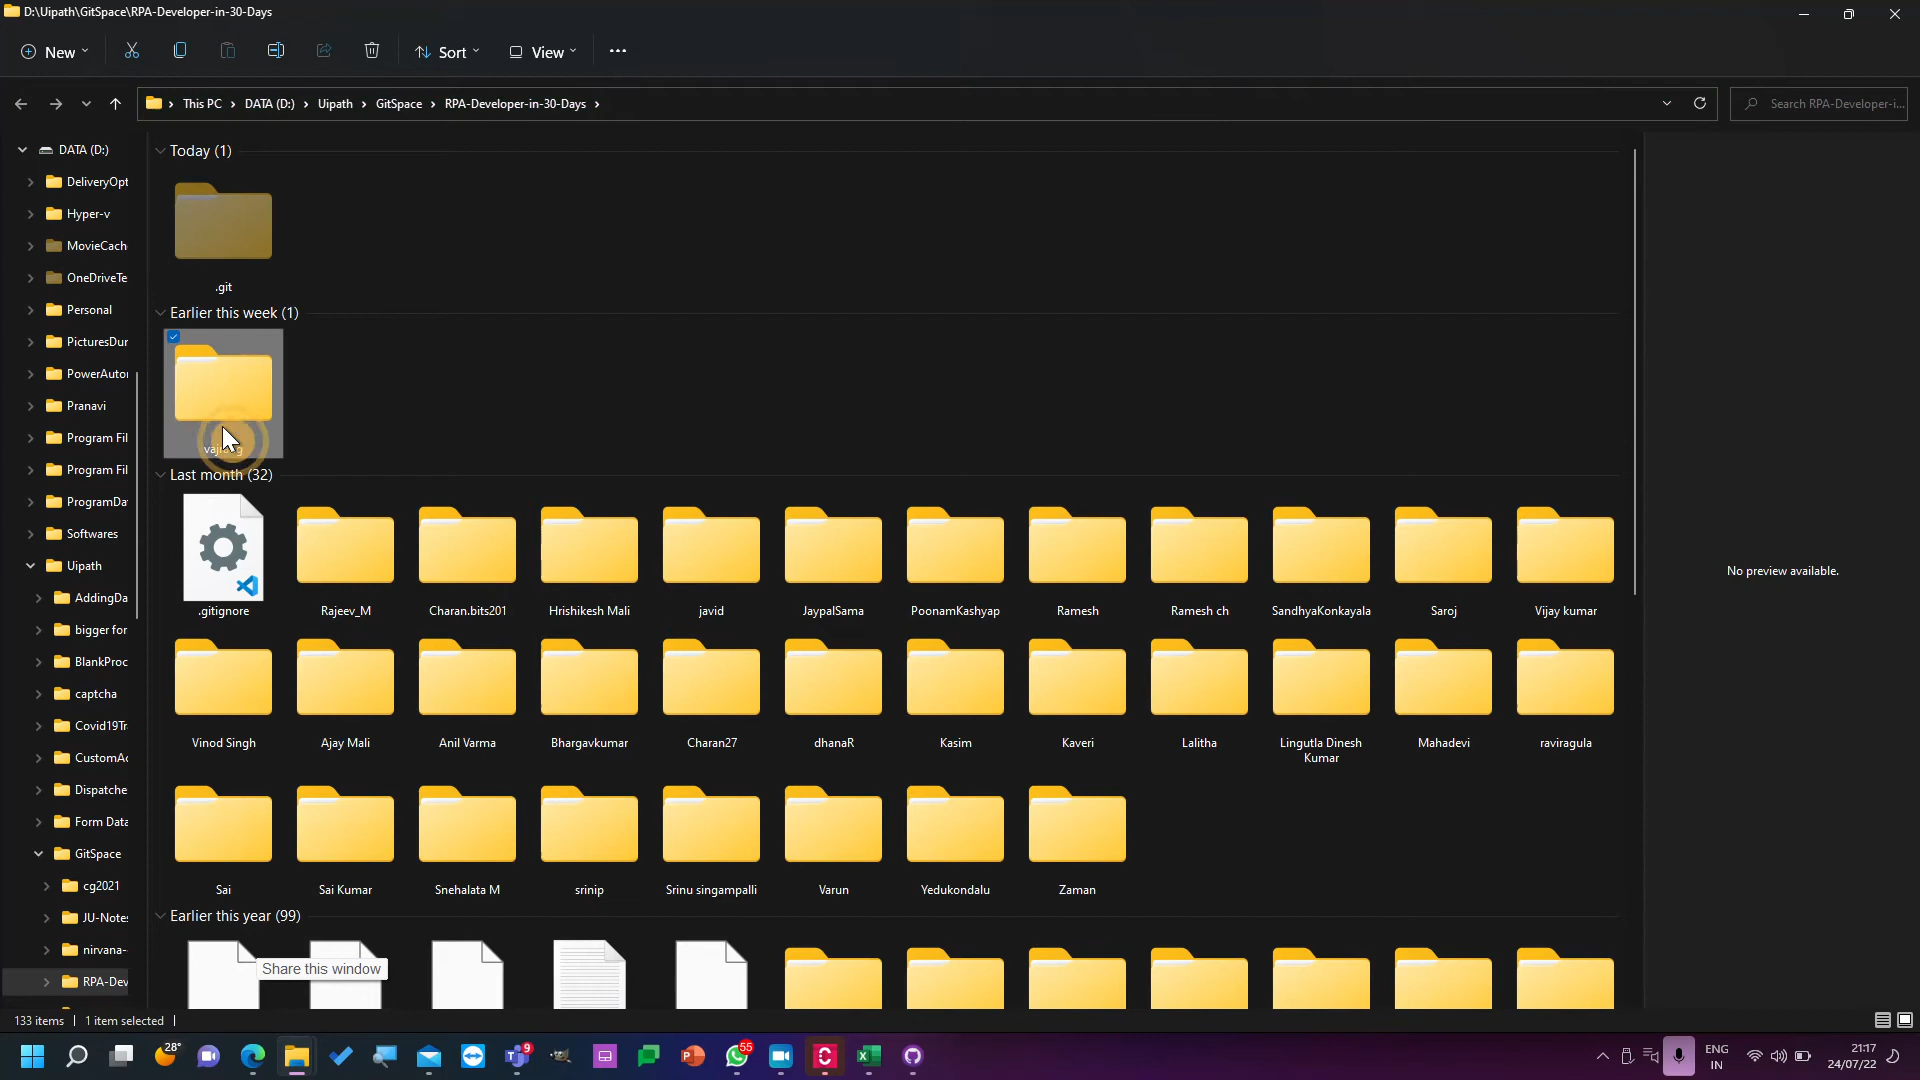 D:\Uipath\GitSpace\RPA-Developer-in-30-Days
New
Sort
View
This PC > DATA (D:) > Uipath > GitSpace > RPA-Developer-in-30-Days >
Search RPA-Developer-i...
DATA (D:)
DeliveryOpt
Hyper-v
MovieCach
OneDriveTe
Personal
PicturesDur
PowerAutor
Pranavi
Program Fil
Program Fil
ProgramDa
Softwares
Uipath
AddingDa
bigger for
BlankProc
captcha
Covid19Tr
CustomAc
Dispatche
Form Data
GitSpace
cg2021
JU-Notes
nirvana-
RPA-Dev
Today (1)
.git
Earlier this week (1)
Last month (32)
.gitignore
Rajeev_M
Charan.bits201
Hrishikesh Mali
javid
JaypalSama
PoonamKashyap
Ramesh
Ramesh ch
SandhyaKonkayala
Saroj
Vijay kumar
Vinod Singh
Ajay Mali
Anil Varma
Bhargavkumar
Charan27
dhanaR
Kasim
Kaveri
Lalitha
Lingutla Dinesh
Kumar
Mahadevi
raviragula
Sai
Sai Kumar
Snehalata M
srinip
Srinu singampalli
Varun
Yedukondalu
Zaman
Earlier this year (99)
Share this window
No preview available.
133 items
1 item selected
28°
9
55
ENG
IN
21:17
24/07/22